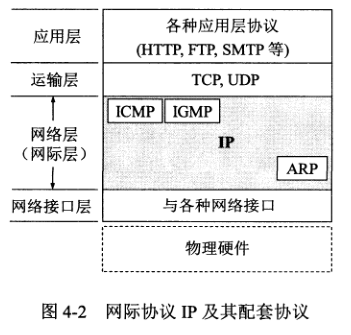 应用层
各种应用层协议
(HTTP, FTP, SMTP 等)
运输层
TCP, UDP
网络层
（网际层）
ICMP
IGMP
IP
ARP
网络接口层
与各种网络接口
物理硬件
图 4-2 网际协议 IP 及其配套协议